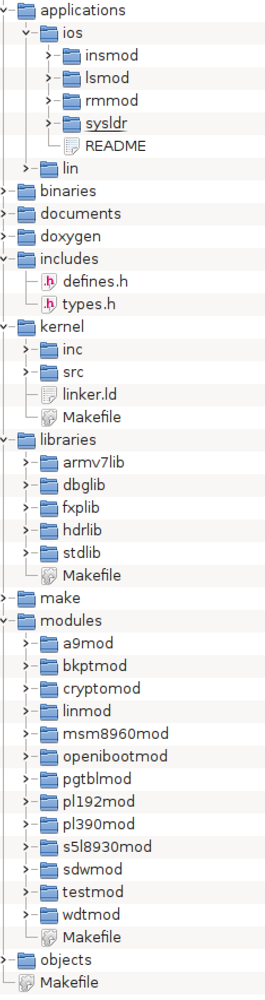 applications
ios
insmod
lsmod
rmmod
sysldr
README
lin
binaries
documents
doxygen
includes
.h defines.h
.h types.h
kernel
inc
src
linker.ld
Makefile
libraries
armv7lib
dbglib
fxplib
hdrlib
stdlib
Makefile
make
modules
a9mod
bkptmod
cryptomod
linmod
msm8960mod
openibootmod
pgtblmod
pl192mod
pl390mod
s5l8930mod
sdwmod
testmod
wdtmod
Makefile
objects
Makefile